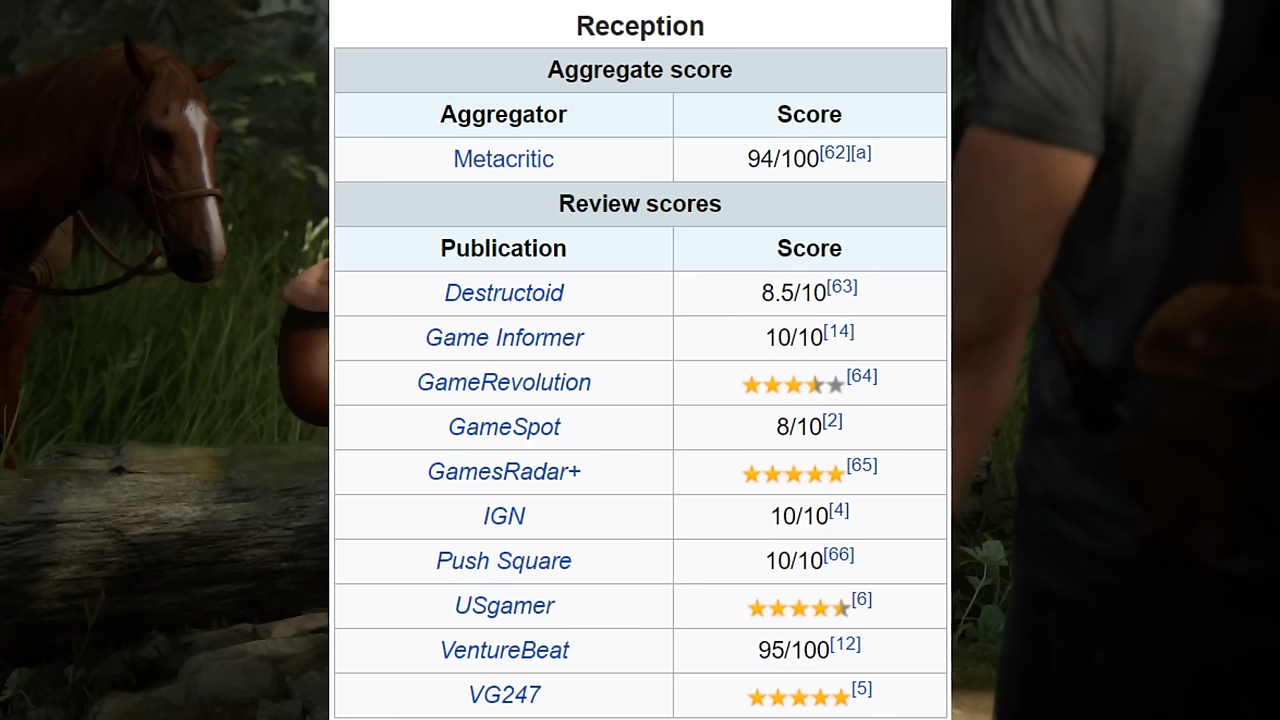 Reception
Aggregate score
Aggregator Score
Metacritic 94/100[62][a]
Review scores
Publication Score
Destructoid 8.5/10[63]
Game Informer 10/10[14]
GameRevolution [64]
GameSpot 8/10[2]
GamesRadar+ [65]
IGN 10/10[4]
Push Square 10/10[66]
USgamer [6]
VentureBeat 95/100[12]
VG247 [5]